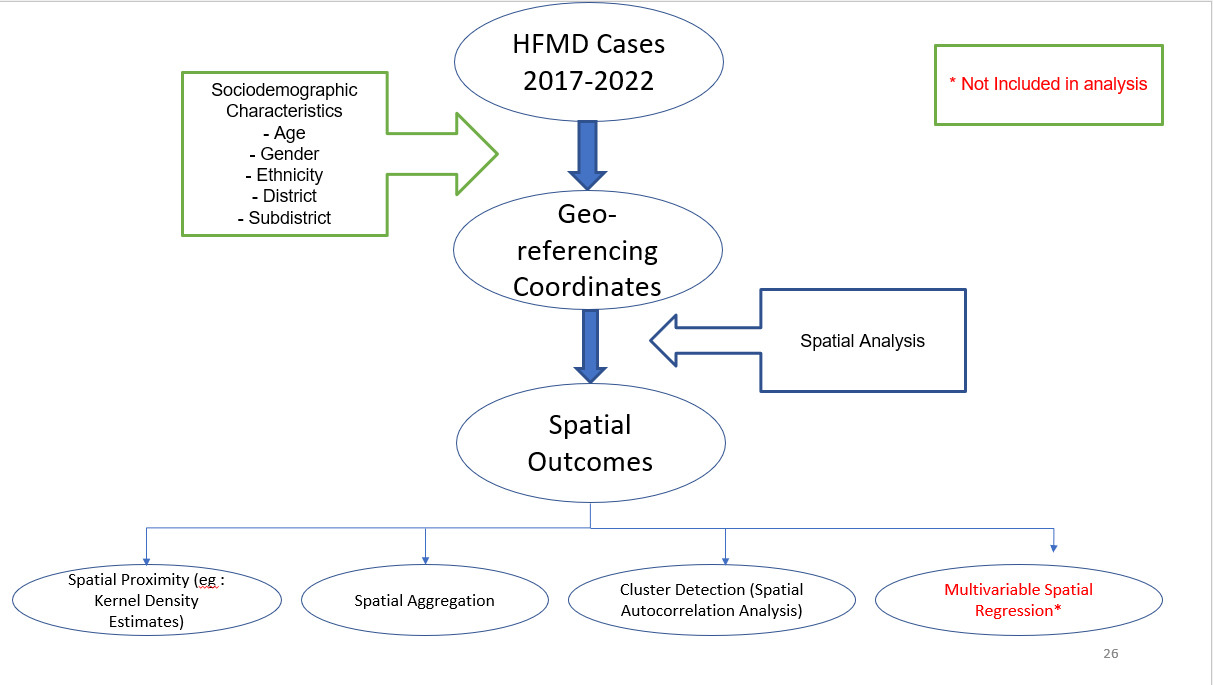 HFMD Cases
2017-2022
* Not Included in analysis
Sociodemographic
Characteristics
- Age
- Gender
- Ethnicity
- District
- Subdistrict
Geo-
referencing
Coordinates
Spatial Analysis
Spatial
Outcomes
Spatial Proximity (eg :
Kernel Density
Estimates)
Spatial Aggregation
Cluster Detection (Spatial
Autocorrelation Analysis)
Multivariable Spatial
Regression*
26